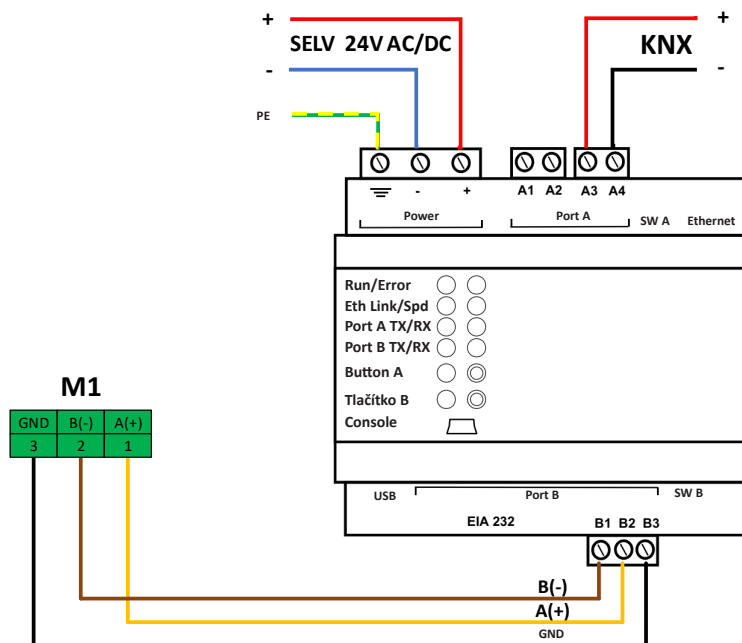 + +
SELV 24V AC/DC KNX
- -
PE
A1 A2 A3 A4
- +
Power Port A SW A Ethernet
Run/Error
Eth Link/Spd
Port A TX/RX
Port B TX/RX
Button A
Tlačítko B
Console
M1
GND B(-) A(+)
3 2 1
USB Port B SW B
EIA 232 B1 B2 B3
B(-)
A(+)
GND